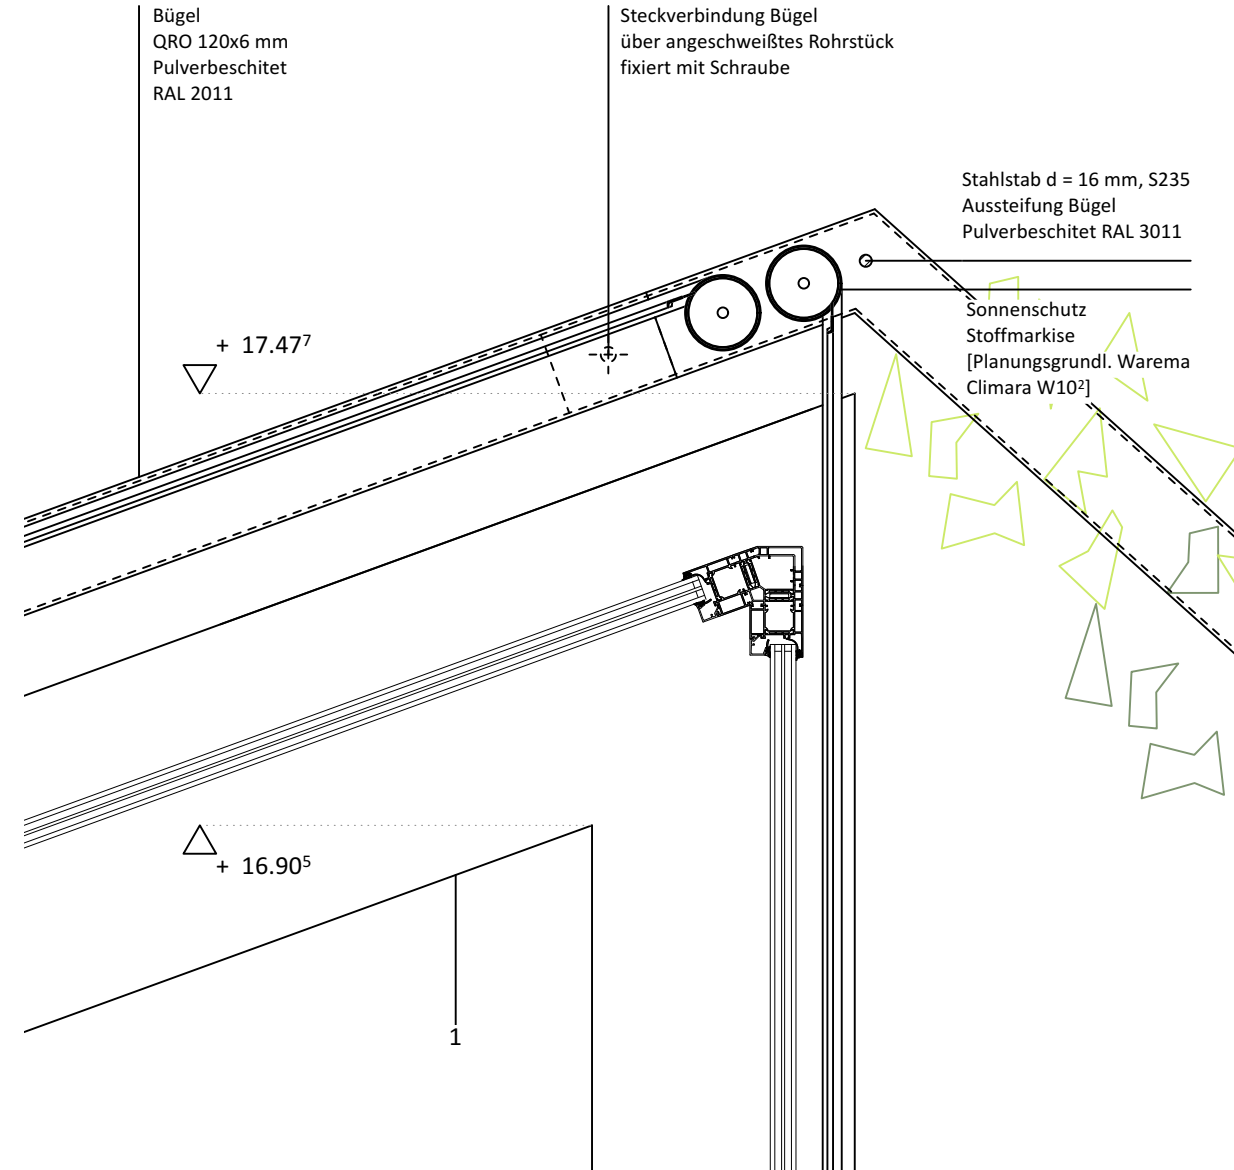 Bügel
QRO 120x6 mm
Pulverbeschitet
RAL 2011
Steckverbindung Bügel
über angeschweißtes Rohrstück
fixiert mit Schraube
Stahlstab d = 16 mm, S235
Aussteifung Bügel
Pulverbeschitet RAL 3011
Sonnenschutz
Stoffmarkise
[Planungsgrundl. Warema
Climara W10²]
+ 17.47⁷
+ 16.90⁵
1